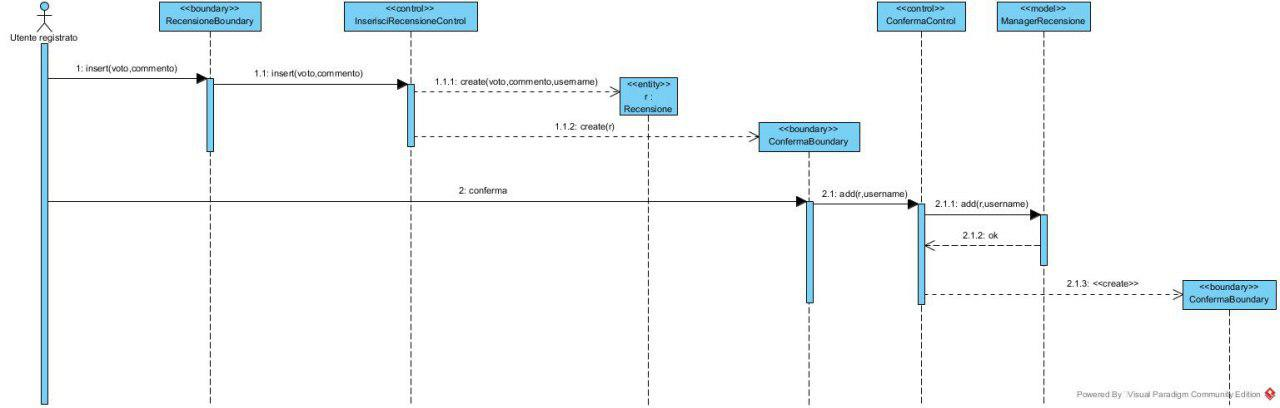 <<boundary>>
RecensioneBoundary
<<control>>
InserisciRecensioneControl
<<control>>
ConfermaControl
<<model>>
ManagerRecensione
Utente registrato
1: insert(voto,commento)
1.1: insert(voto,commento)
1.1.1: create(voto,commento,username)
<<entity>>
r :
Recensione
1.1.2: create(r)
<<boundary>>
ConfermaBoundary
2: conferma
2.1: add(r,username)
2.1.1: add(r,username)
2.1.2: ok
2.1.3: <<create>>
<<boundary>>
ConfermaBoundary
Powered By Visual Paradigm Community Edition